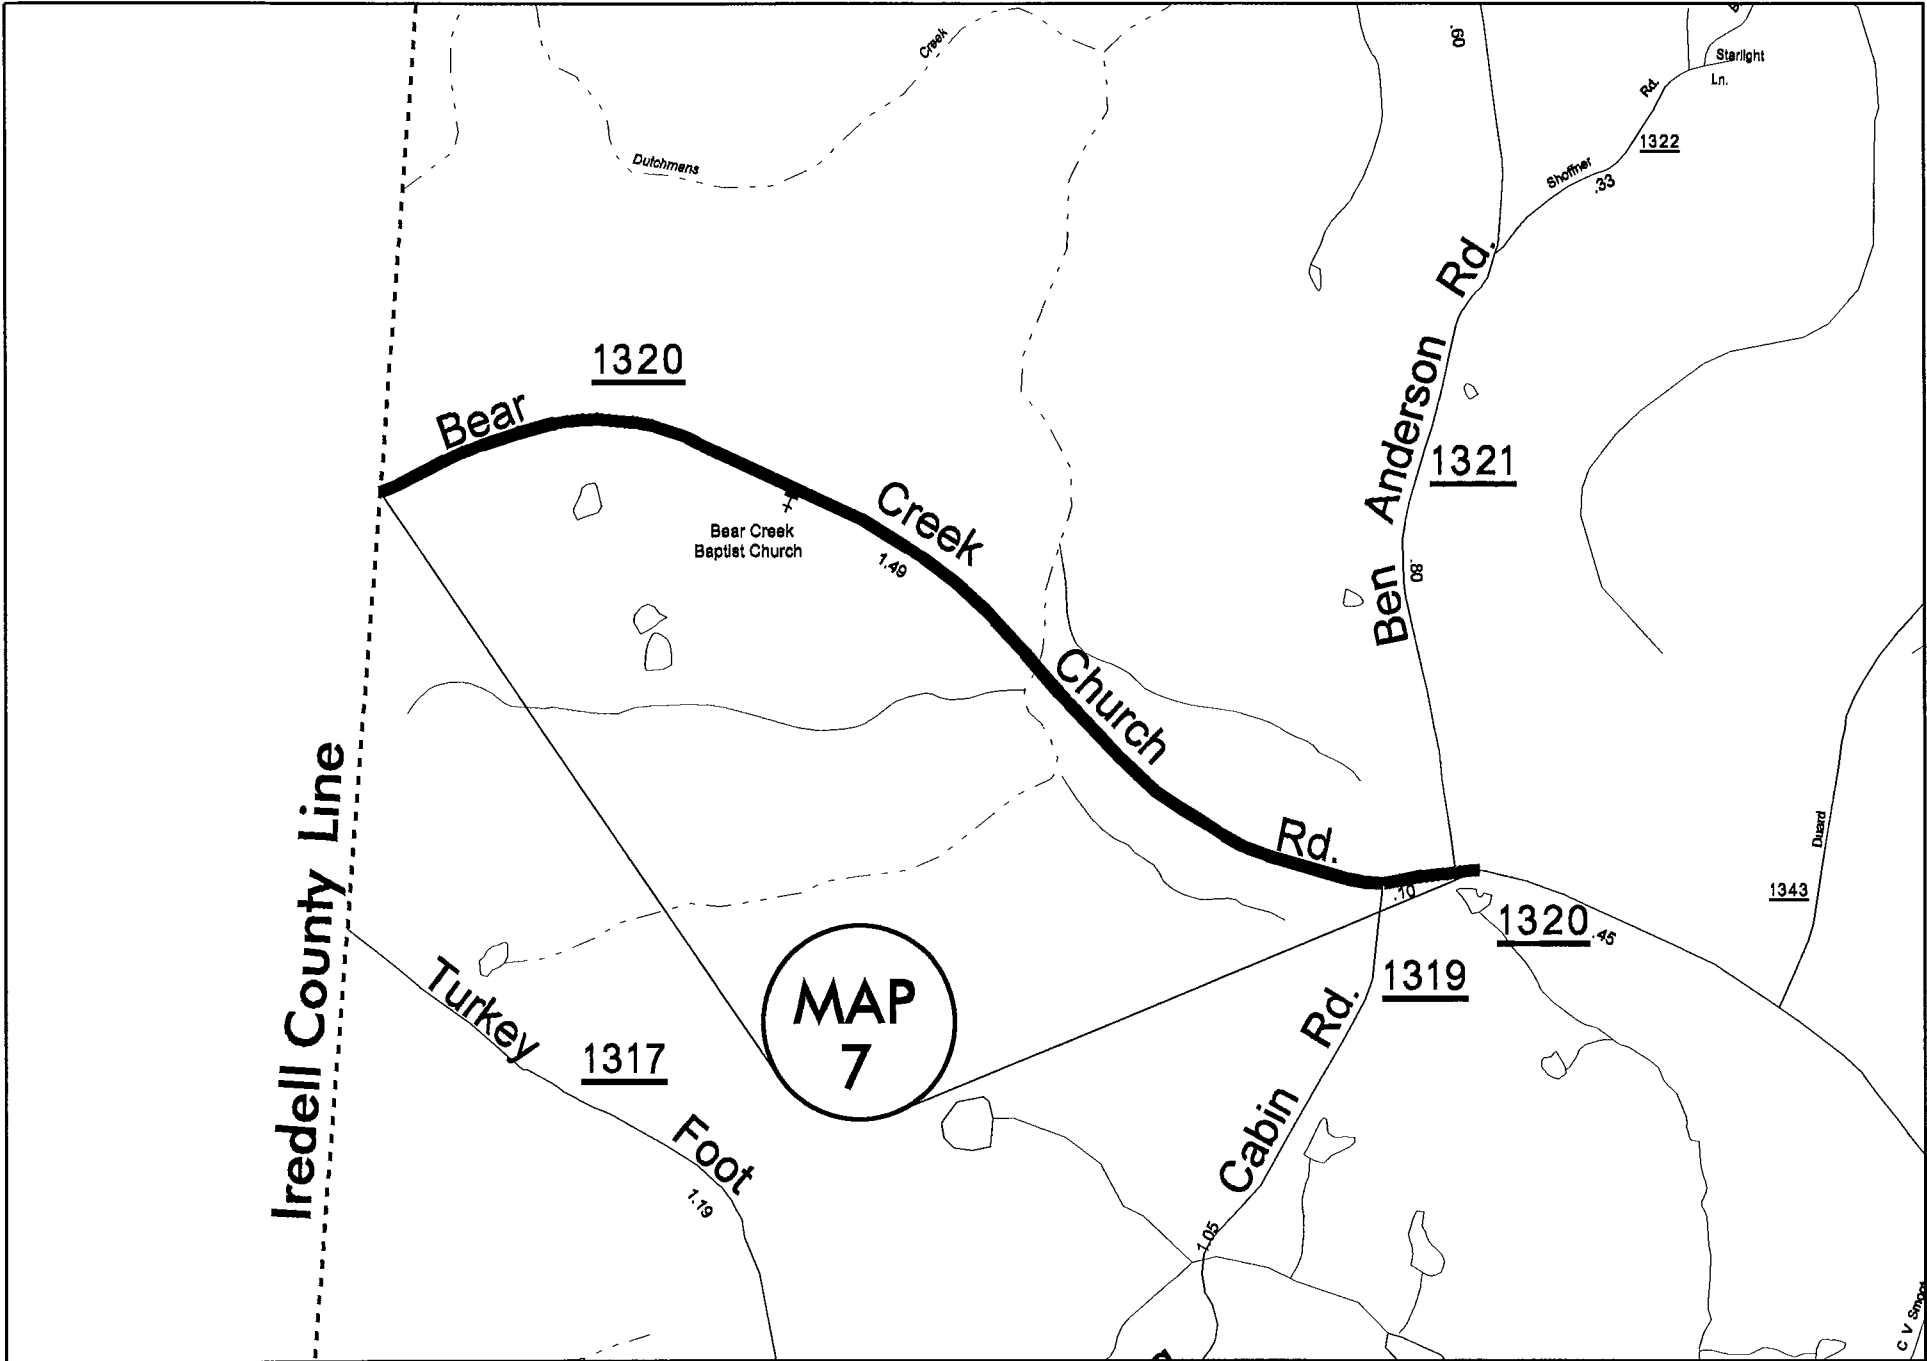 Creek
.60
Starlight
Ln.
Rd.
1322
Dutchmens
Shoffner
.33
Ben Anderson Rd.
1320
1321
Bear Creek Church Rd.
Bear Creek
Baptist Church
1.49
.80
Iredell County Line
Duard
.10
1343
1320
.45
1319
Turkey Foot
1317
MAP
7
Cabin Rd.
1.19
1.05
C V Smoot